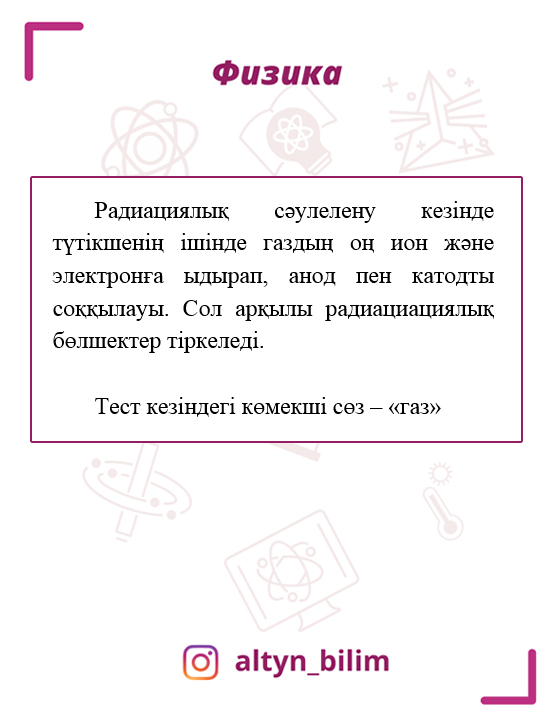 Физика
Радиациялық сәулелену кезінде
түтікшенің ішінде газдың оң ион және
электронға ыдырап, анод пен катодты
соққылауы. Сол арқылы радиациациялық
бөлшектер тіркеледі.
Тест кезіндегі көмекші сөз – «газ»
altyn_bilim